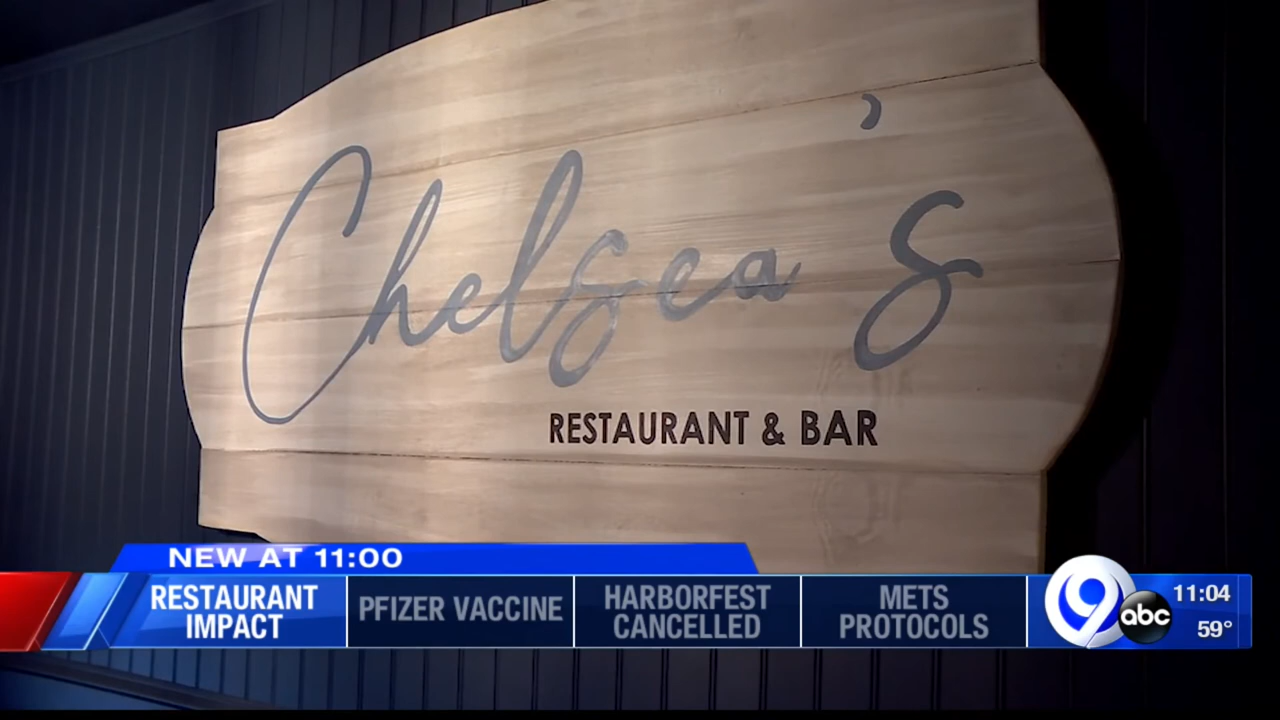 Chelsea's
RESTAURANT & BAR
NEW AT 11:00
RESTAURANT
IMPACT
PFIZER VACCINE
HARBORFEST
CANCELLED
METS
PROTOCOLS
9
abc
11:04
59°